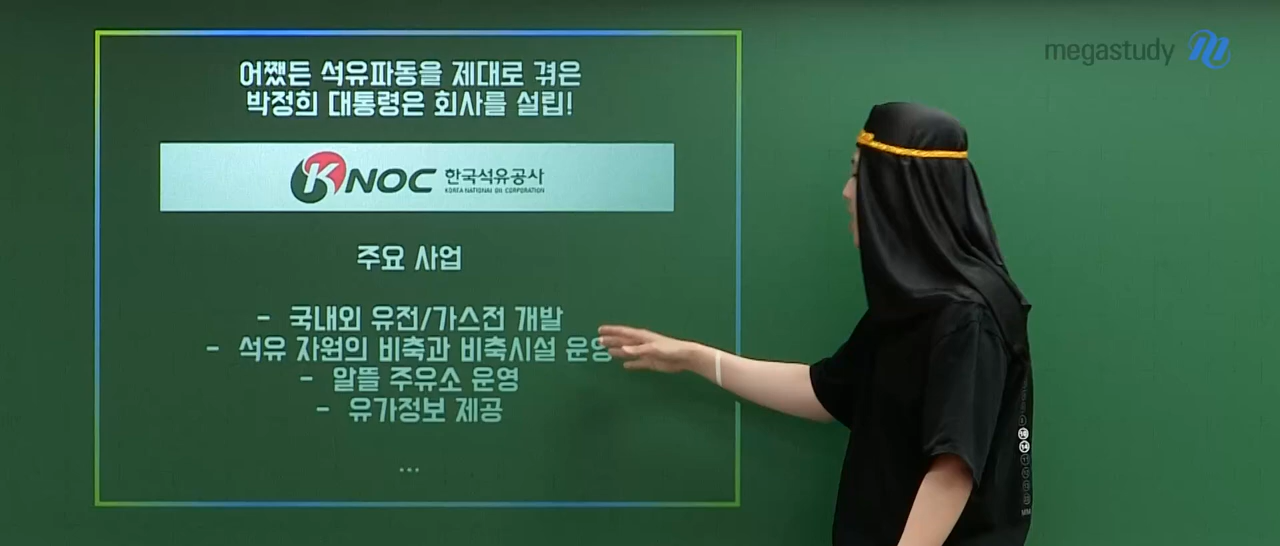 megastudy
어쨌든 석유파동을 제대로 겪은
박정희 대통령은 회사를 설립!
KNOC 한국석유공사
KOREA NATIONAL OIL CORPORATION
주요 사업
- 국내외 유전/가스전 개발
- 석유 자원의 비축과 비축시설 운영
- 알뜰 주유소 운영
- 유가정보 제공
...